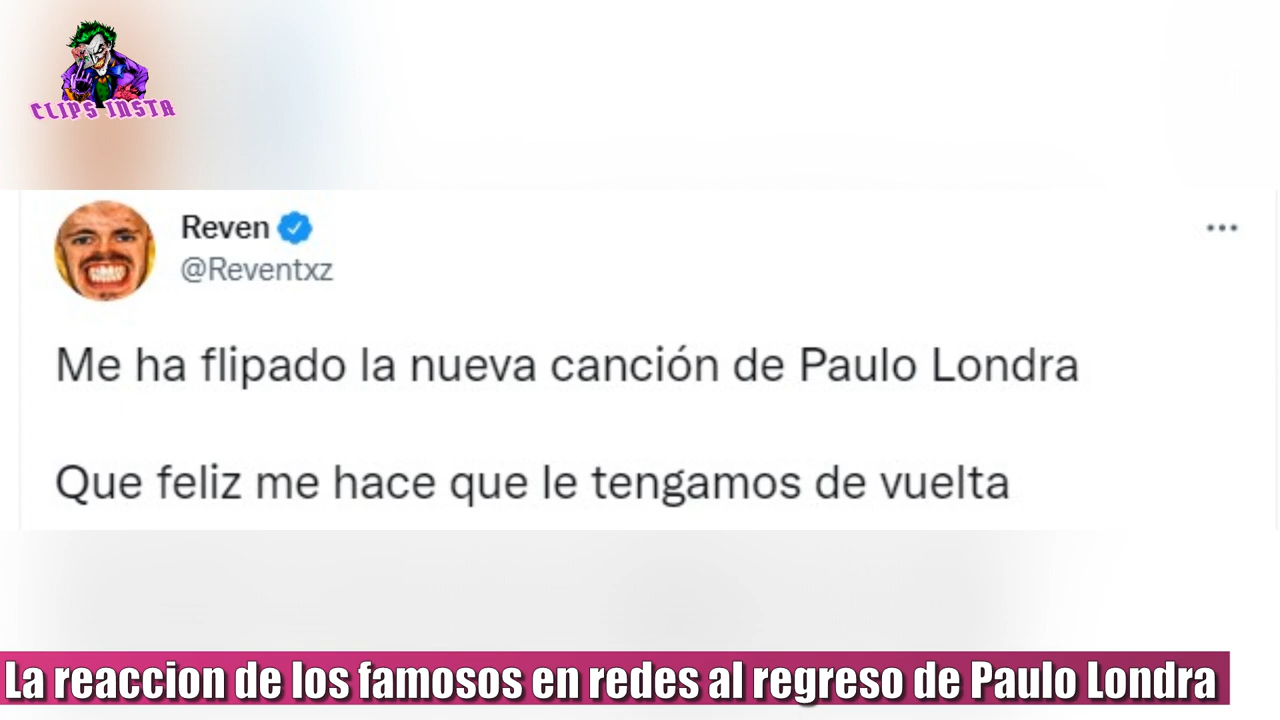 CLIPS INSTA
Reven
@Reventxz
Me ha flipado la nueva canción de Paulo Londra
Que feliz me hace que le tengamos de vuelta
La reaccion de los famosos en redes al regreso de Paulo Londra